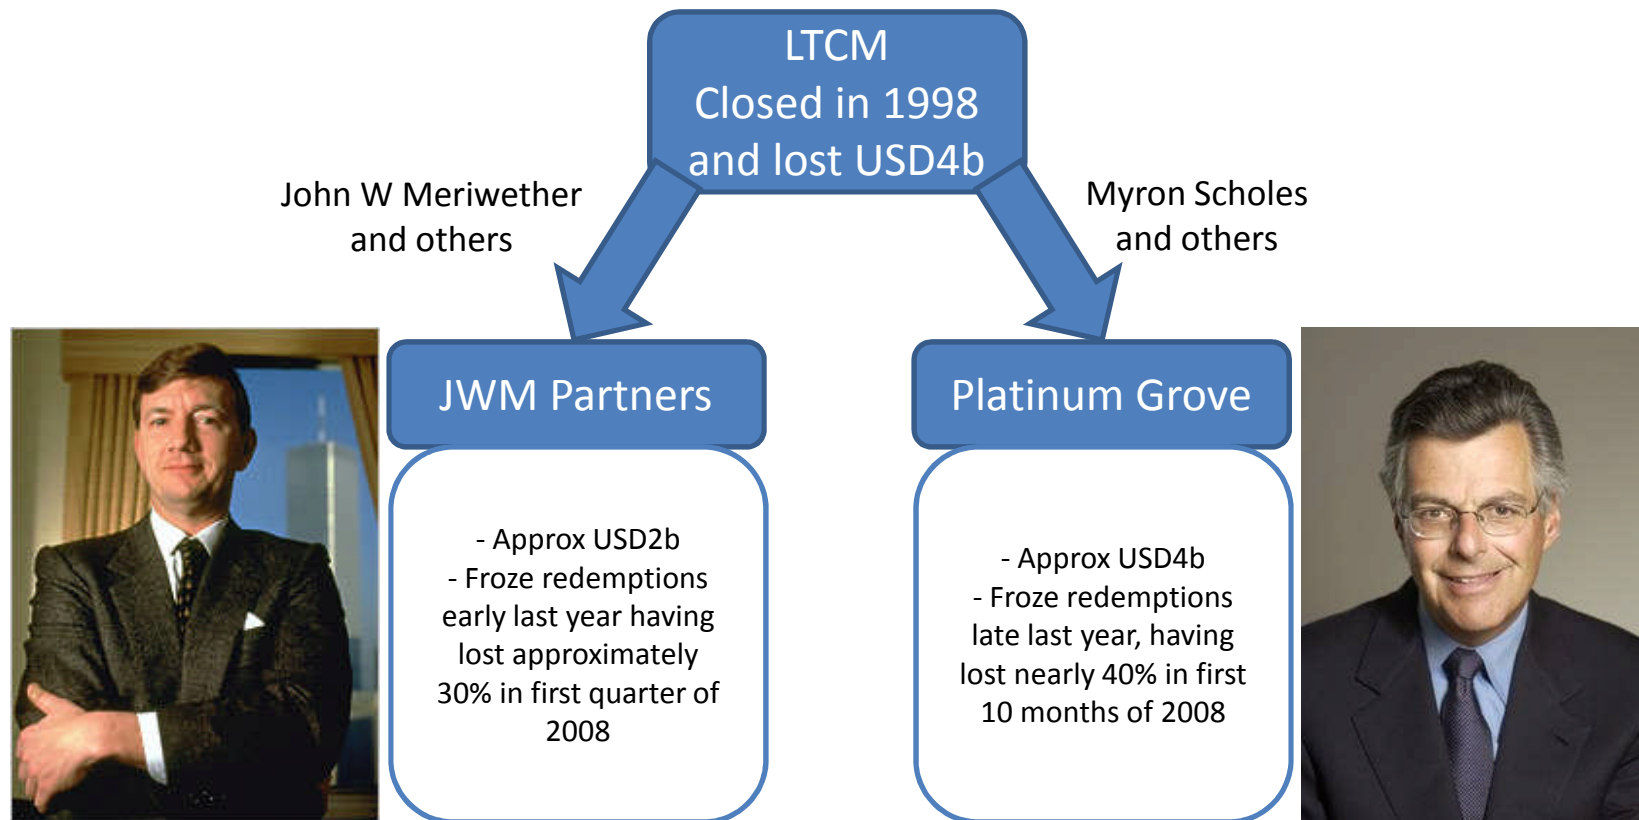 LTCM
Closed in 1998
and lost USD4b
John W Meriwether
and others
Myron Scholes
and others
JWM Partners
- Approx USD2b
- Froze redemptions
early last year having
lost approximately
30% in first quarter of
2008
Platinum Grove
- Approx USD4b
- Froze redemptions
late last year, having
lost nearly 40% in first
10 months of 2008